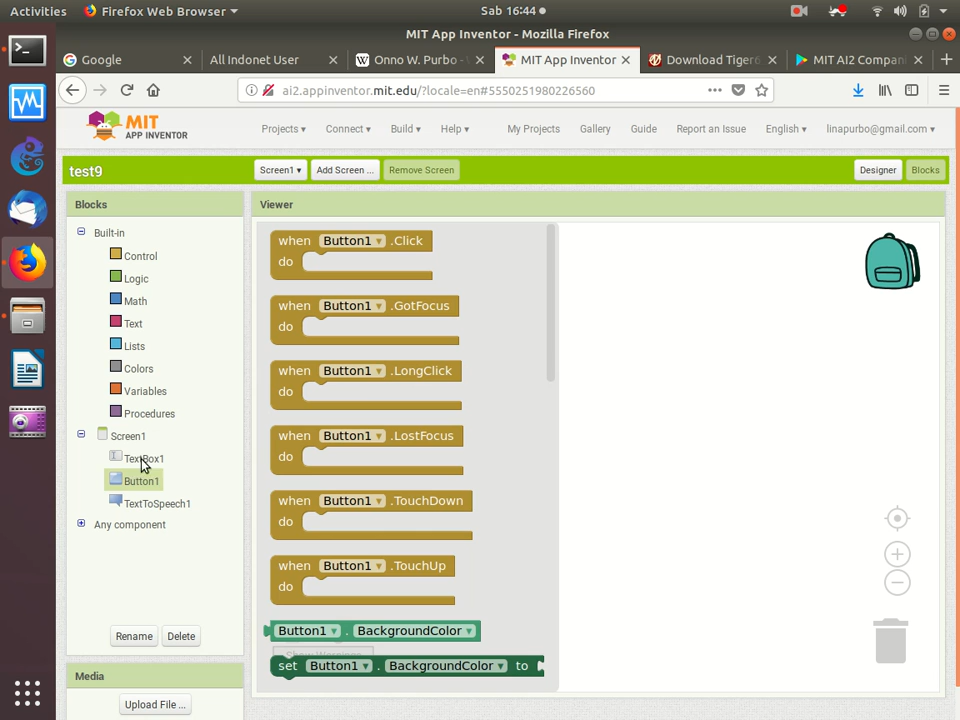 Activities
Firefox Web Browser ▾
Sab 16:44
MIT App Inventor - Mozilla Firefox
Google
All Indonet User
Onno W. Purbo -
MIT App Inventor
Download Tiger
MIT AI2 Compani
ai2.appinventor.mit.edu/?locale=en#5550251980226560
MIT
APP INVENTOR
Projects ▾
Connect ▾
Build ▾
Help ▾
My Projects
Gallery
Guide
Report an Issue
English ▾
linapurbo@gmail.com ▾
test9
Screen1 ▾
Add Screen ...
Remove Screen
Designer
Blocks
Blocks
Built-in
Control
Logic
Math
Text
Lists
Colors
Variables
Procedures
Screen1
TextBox1
Button1
TextToSpeech1
Any component
Rename
Delete
Media
Upload File ...
Viewer
when Button1 ▾ .Click
do
when Button1 ▾ .GotFocus
do
when Button1 ▾ .LongClick
do
when Button1 ▾ .LostFocus
do
when Button1 ▾ .TouchDown
do
when Button1 ▾ .TouchUp
do
Button1 ▾ . BackgroundColor ▾
Show Warnings
set Button1 ▾ . BackgroundColor ▾ to